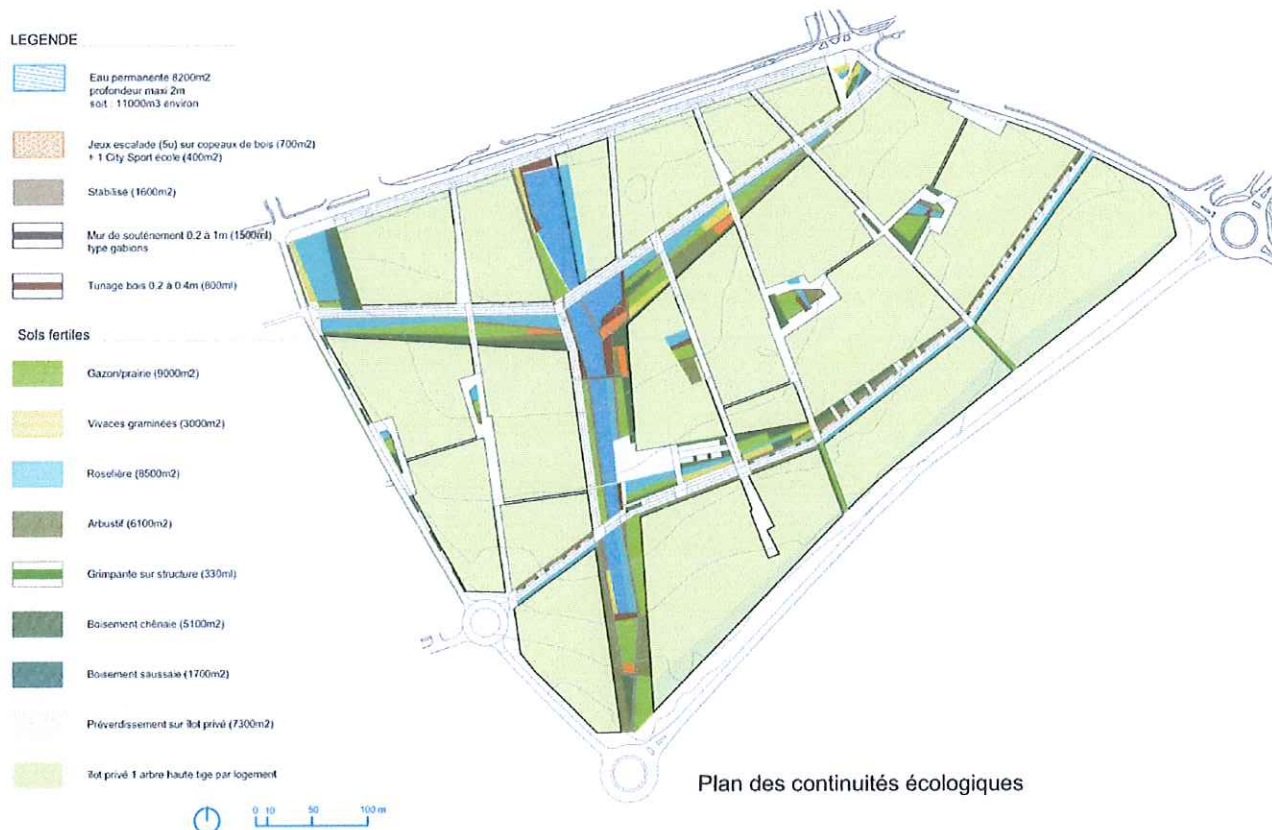 LEGENDE
Eau permanente 8200m2
profondeur maxi 2m
soit : 11000m3 environ
Jeux escalade (5u) sur copeaux de bois (700m2)
+ 1 City Sport école (400m2)
Stabilisé (1600m2)
Mur de souténement 0.2 à 1m (1500ml)
type gabions
Tunage bois 0.2 à 0.4m (800ml)
Sols fertiles
Gazon/prairie (9000m2)
Vivaces graminées (3000m2)
Roselière (8500m2)
Arbustif (6100m2)
Grimpante sur structure (330ml)
Boisement chênaie (5100m2)
Boisement saussaie (1700m2)
Préverdissement sur îlot privé (7300m2)
îlot privé 1 arbre haute tige par logement
0 10 50 100 m
Plan des continuités écologiques